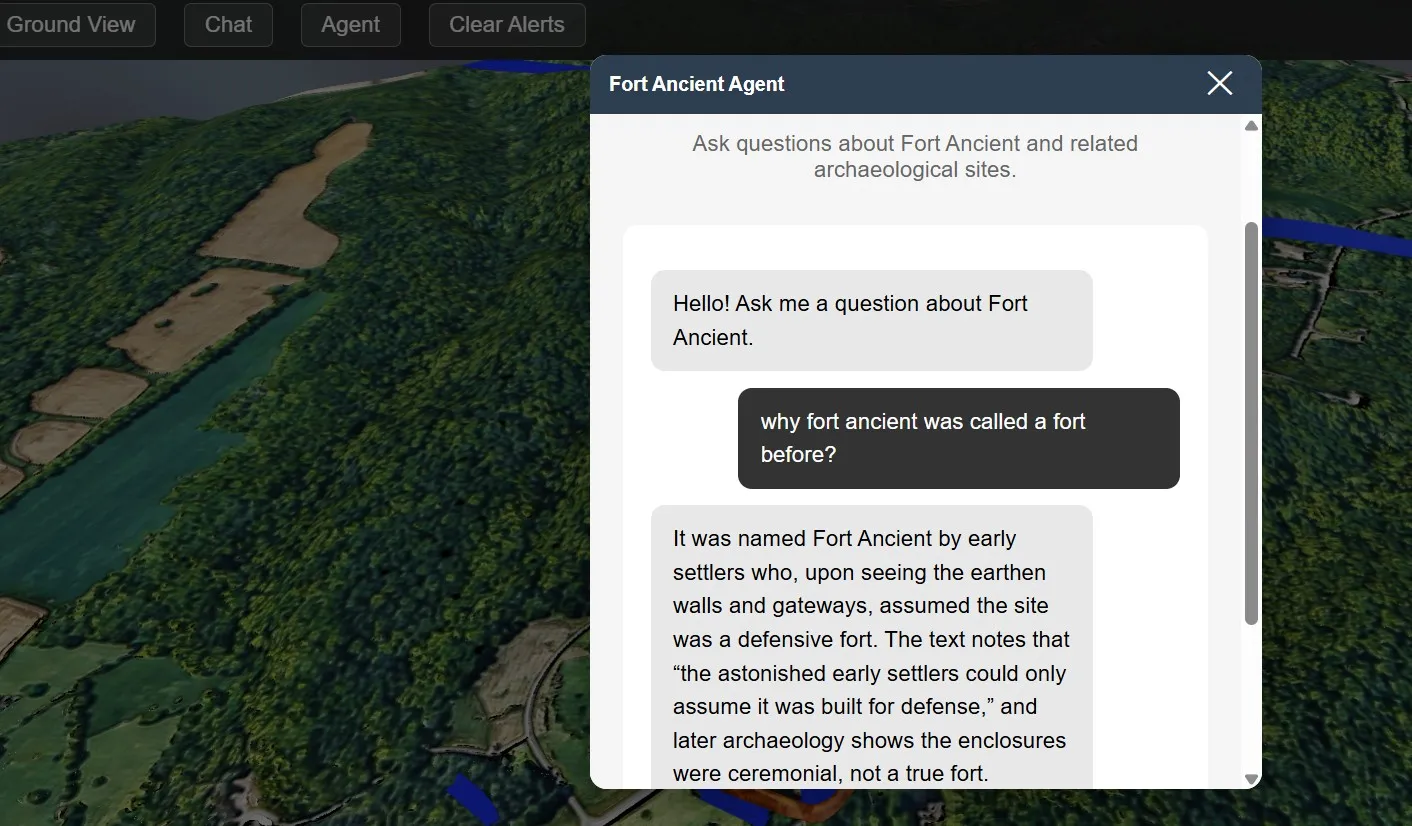 Ground View
Chat
Agent
Clear Alerts
Fort Ancient Agent
Ask questions about Fort Ancient and related
archaeological sites.
Hello! Ask me a question about Fort
Ancient.
why fort ancient was called a fort
before?
It was named Fort Ancient by early
settlers who, upon seeing the earthen
walls and gateways, assumed the site
was a defensive fort. The text notes that
“the astonished early settlers could only
assume it was built for defense,” and
later archaeology shows the enclosures
were ceremonial, not a true fort.